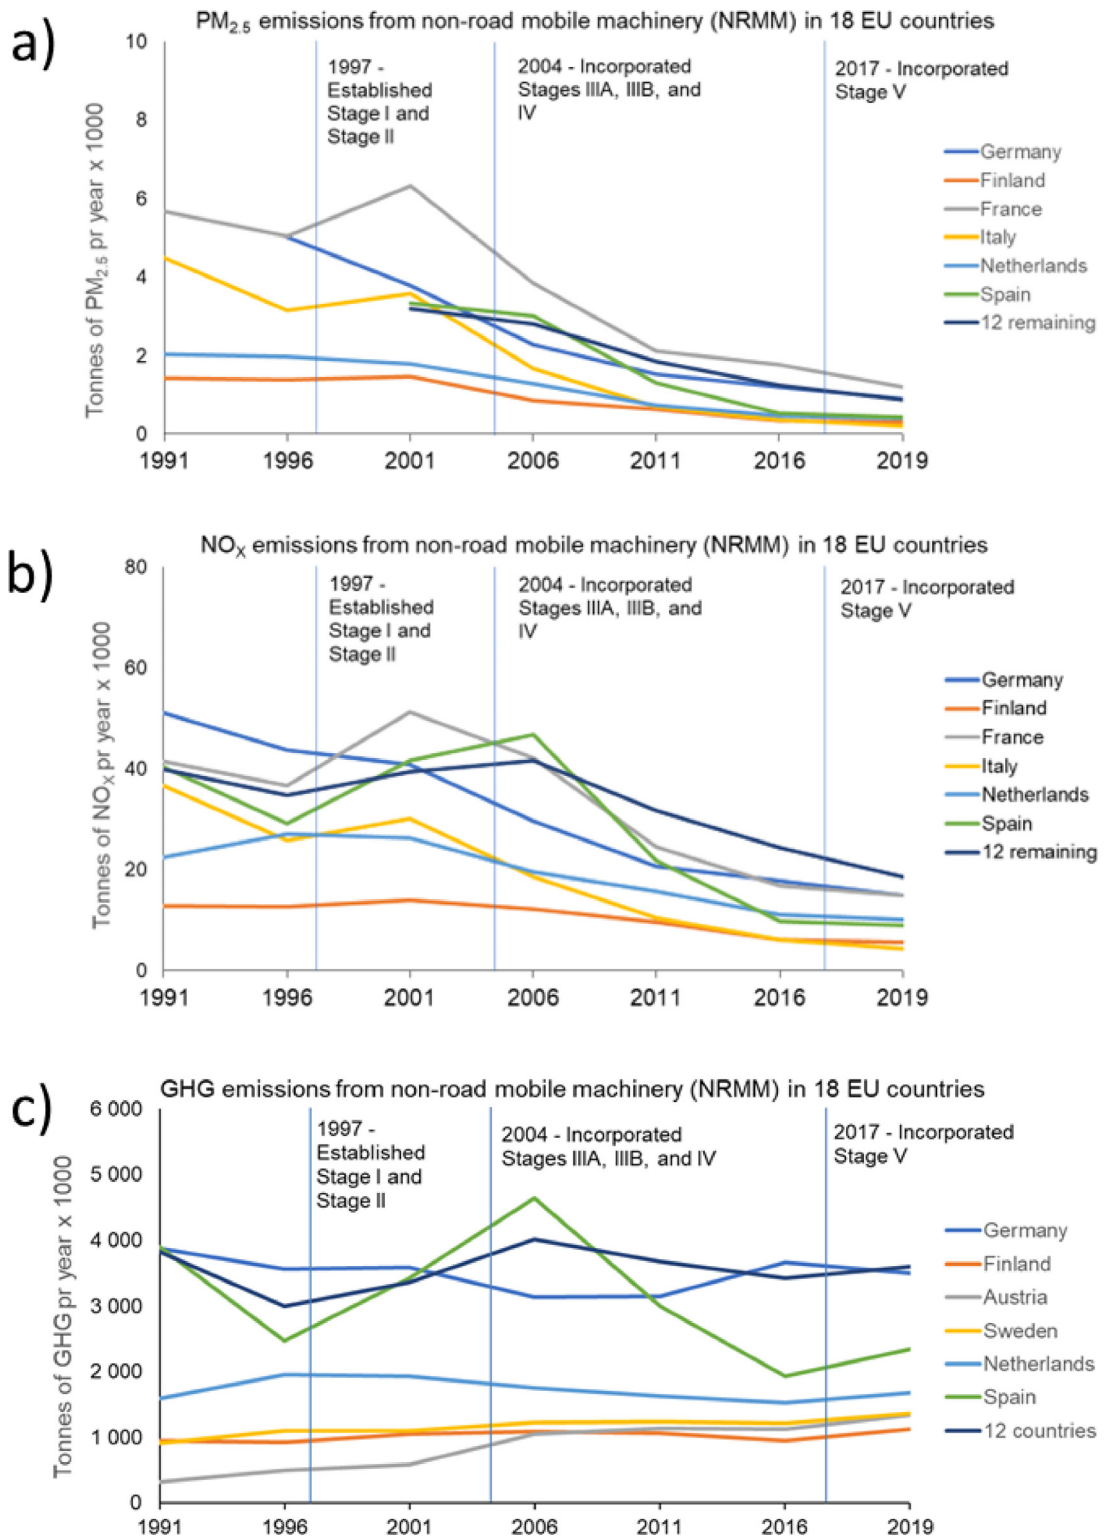 a)
PM2.5 emissions from non-road mobile machinery (NRMM) in 18 EU countries
Tonnes of PM2.5 pr year x 1000
10
8
6
4
2
0
1997 -
Established
Stage I and
Stage II
2004 - Incorporated
Stages IIIA, IIIB, and
IV
2017 - Incorporated
Stage V
Germany
Finland
France
Italy
Netherlands
Spain
12 remaining
1991 1996 2001 2006 2011 2016 2019
b)
NOX emissions from non-road mobile machinery (NRMM) in 18 EU countries
Tonnes of NOX pr year x 1000
80
60
40
20
0
1997 -
Established
Stage I and
Stage II
2004 - Incorporated
Stages IIIA, IIIB, and
IV
2017 - Incorporated
Stage V
Germany
Finland
France
Italy
Netherlands
Spain
12 remaining
1991 1996 2001 2006 2011 2016 2019
c)
GHG emissions from non-road mobile machinery (NRMM) in 18 EU countries
Tonnes of GHG pr year x 1000
6 000
5 000
4 000
3 000
2 000
1 000
0
1997 -
Established
Stage I and
Stage II
2004 - Incorporated
Stages IIIA, IIIB, and IV
2017 - Incorporated
Stage V
Germany
Finland
Austria
Sweden
Netherlands
Spain
12 countries
1991 1996 2001 2006 2011 2016 2019